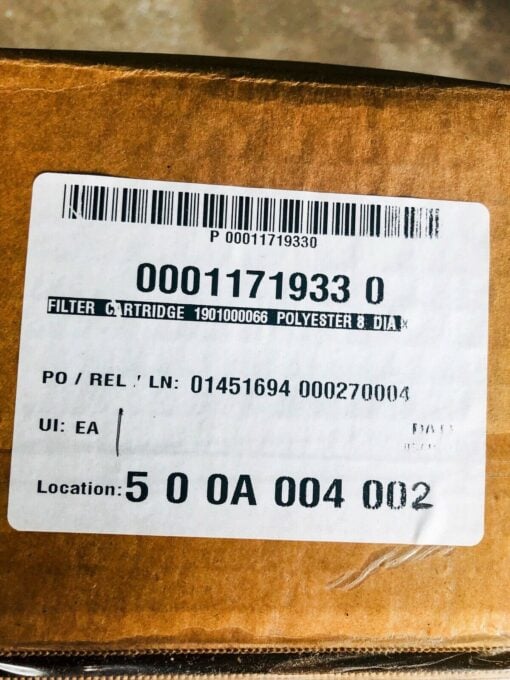 P 00011719330
0001171933 0
FILTER CARTRIDGE 1901000066 POLYESTER 8 DIA X
PO / REL / LN: 01451694 000270004
UI: EA
Location: 5 0 0A 004 002